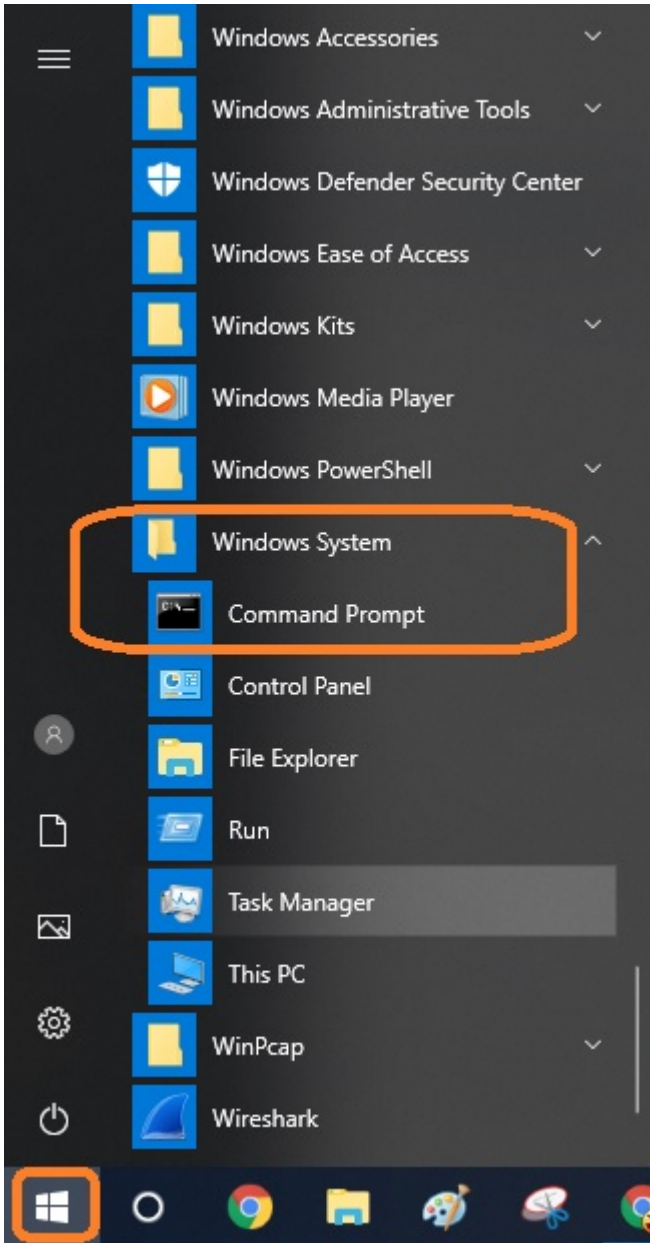 Windows Accessories
Windows Administrative Tools
Windows Defender Security Center
Windows Ease of Access
Windows Kits
Windows Media Player
Windows PowerShell
Windows System
Command Prompt
Control Panel
File Explorer
Run
Task Manager
This PC
WinPcap
Wireshark